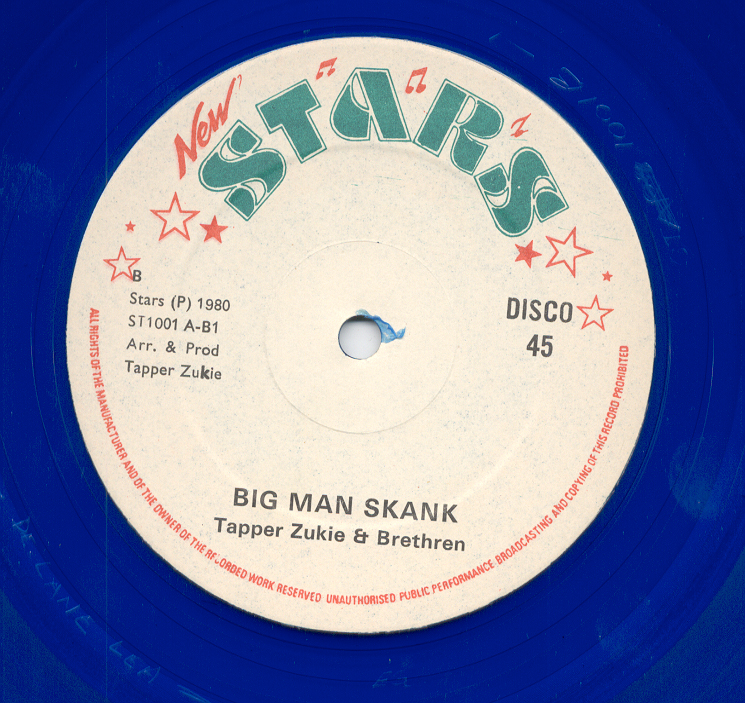 New
STARS
B
Stars (P) 1980
ST1001 A-B1
Arr. & Prod
Tapper Zukie
DISCO
45
BIG MAN SKANK
Tapper Zukie & Brethren
ALL RIGHTS OF THE MANUFACTURER AND OF THE OWNER OF THE RECORDED WORK RESERVED UNAUTHORISED PUBLIC PERFORMANCE BROADCASTING AND COPYING OF THIS RECORD PROHIBITED